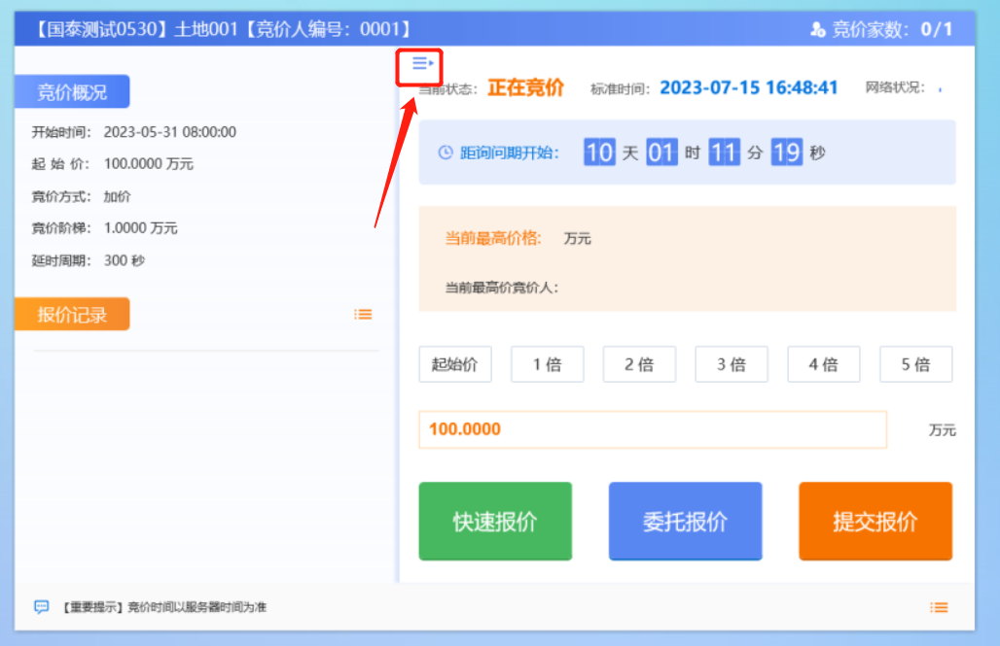 【国泰测试0530】土地001【竞价人编号：0001】
竞价家数：0/1
竞价概况
开始时间： 2023-05-31 08:00:00
起 始 价： 100.0000 万元
竞价方式： 加价
竞价阶梯： 1.0000 万元
延时周期： 300 秒
报价记录
当前状态： 正在竞价 标准时间： 2023-07-15 16:48:41 网络状况：
距询问期开始： 10 天 01 时 11 分 19 秒
当前最高价格： 万元
当前最高价竞价人：
起始价 1 倍 2 倍 3 倍 4 倍 5 倍
100.0000 万元
快速报价 委托报价 提交报价
【重要提示】竞价时间以服务器时间为准